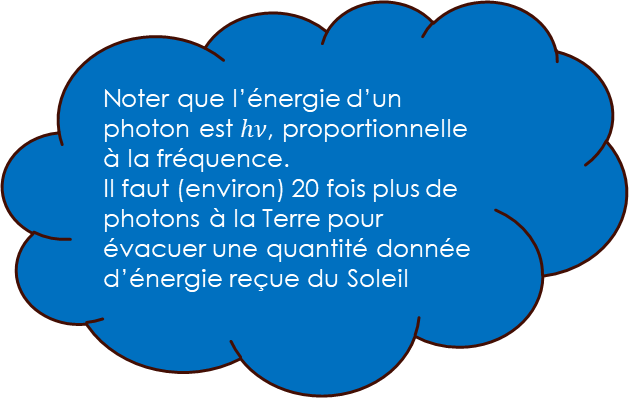 Noter que l’énergie d’un
photon est hν, proportionnelle
à la fréquence.
Il faut (environ) 20 fois plus de
photons à la Terre pour
évacuer une quantité donnée
d’énergie reçue du Soleil